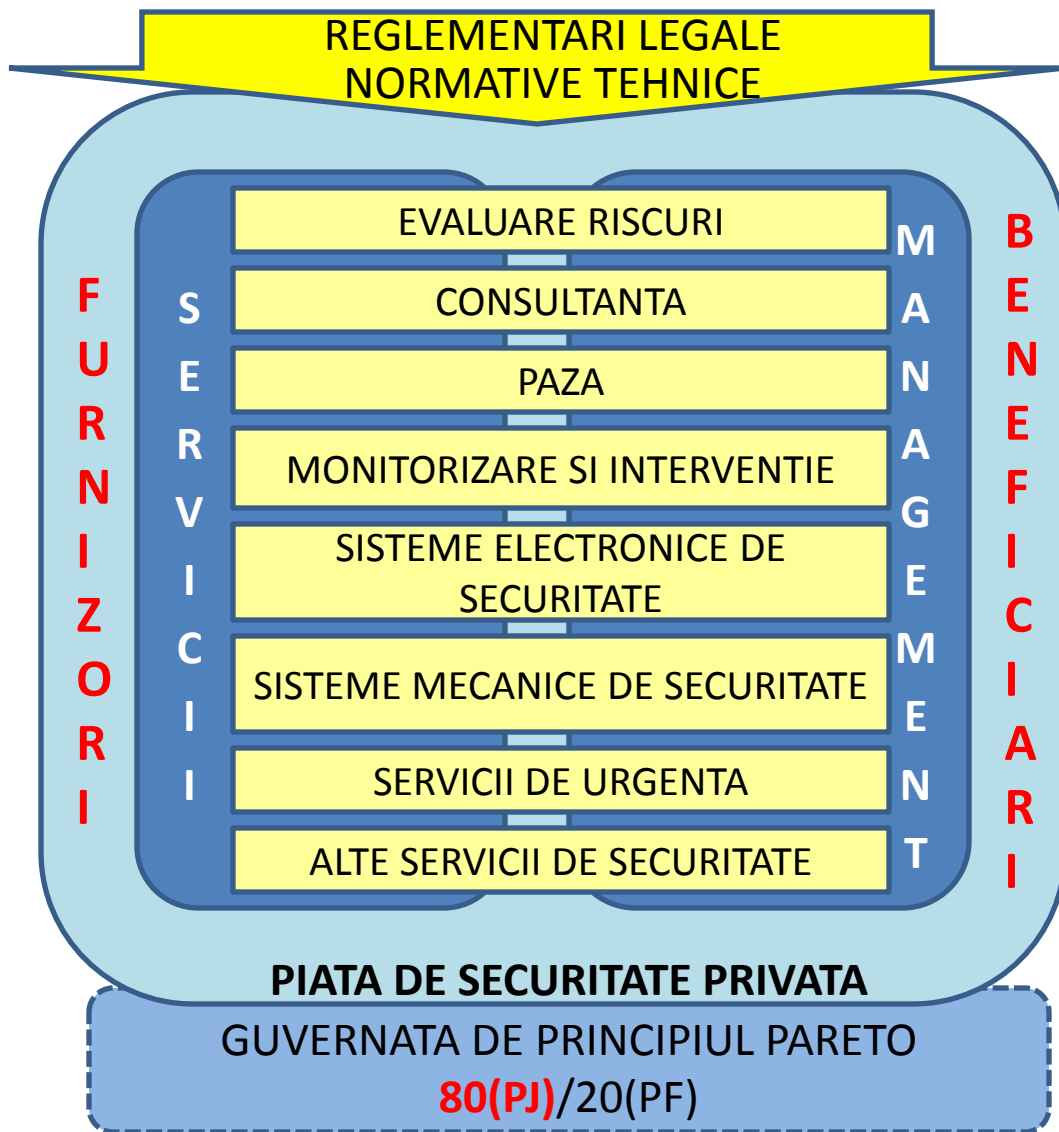 REGLEMENTARI LEGALE
NORMATIVE TEHNICE
FURNIZORI
SERVICII
EVALUARE RISCURI
CONSULTANTA
PAZA
MONITORIZARE SI INTERVENTIE
SISTEME ELECTRONICE DE
SECURITATE
SISTEME MECANICE DE SECURITATE
SERVICII DE URGENTA
ALTE SERVICII DE SECURITATE
MANAGEMENT
BENEFICIARI
PIATA DE SECURITATE PRIVATA
GUVERNATA DE PRINCIPIUL PARETO
80(PJ)/20(PF)